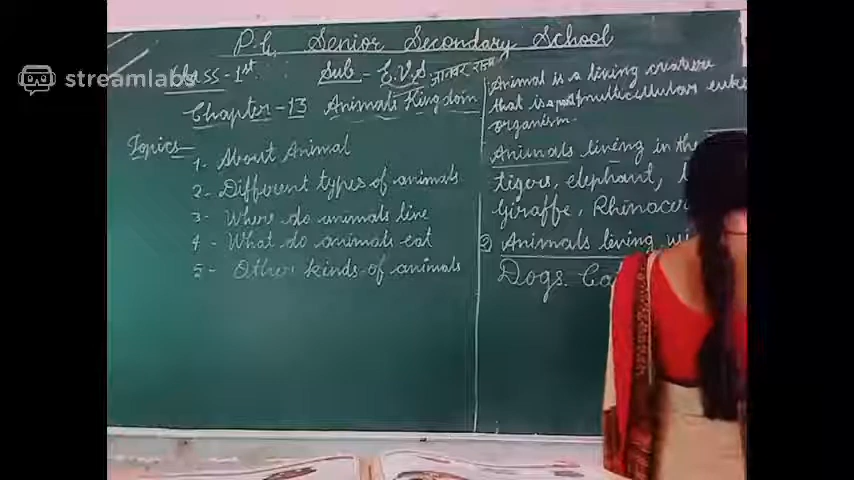 streamlabs
P.L. Senior Secondary School
Class - 1st Sub - E.V.S
Chapter - 13 Animals Kingdom
Topics -
1- About Animal
2- Different types of animals
3- Where do animals live
4- What do animals eat
5- Other kinds of animals
Animal is a living creature
that is a multicellular
organism.
Animals living in the
tigers, elephant,
Giraffe,
② Animals living
Dogs.